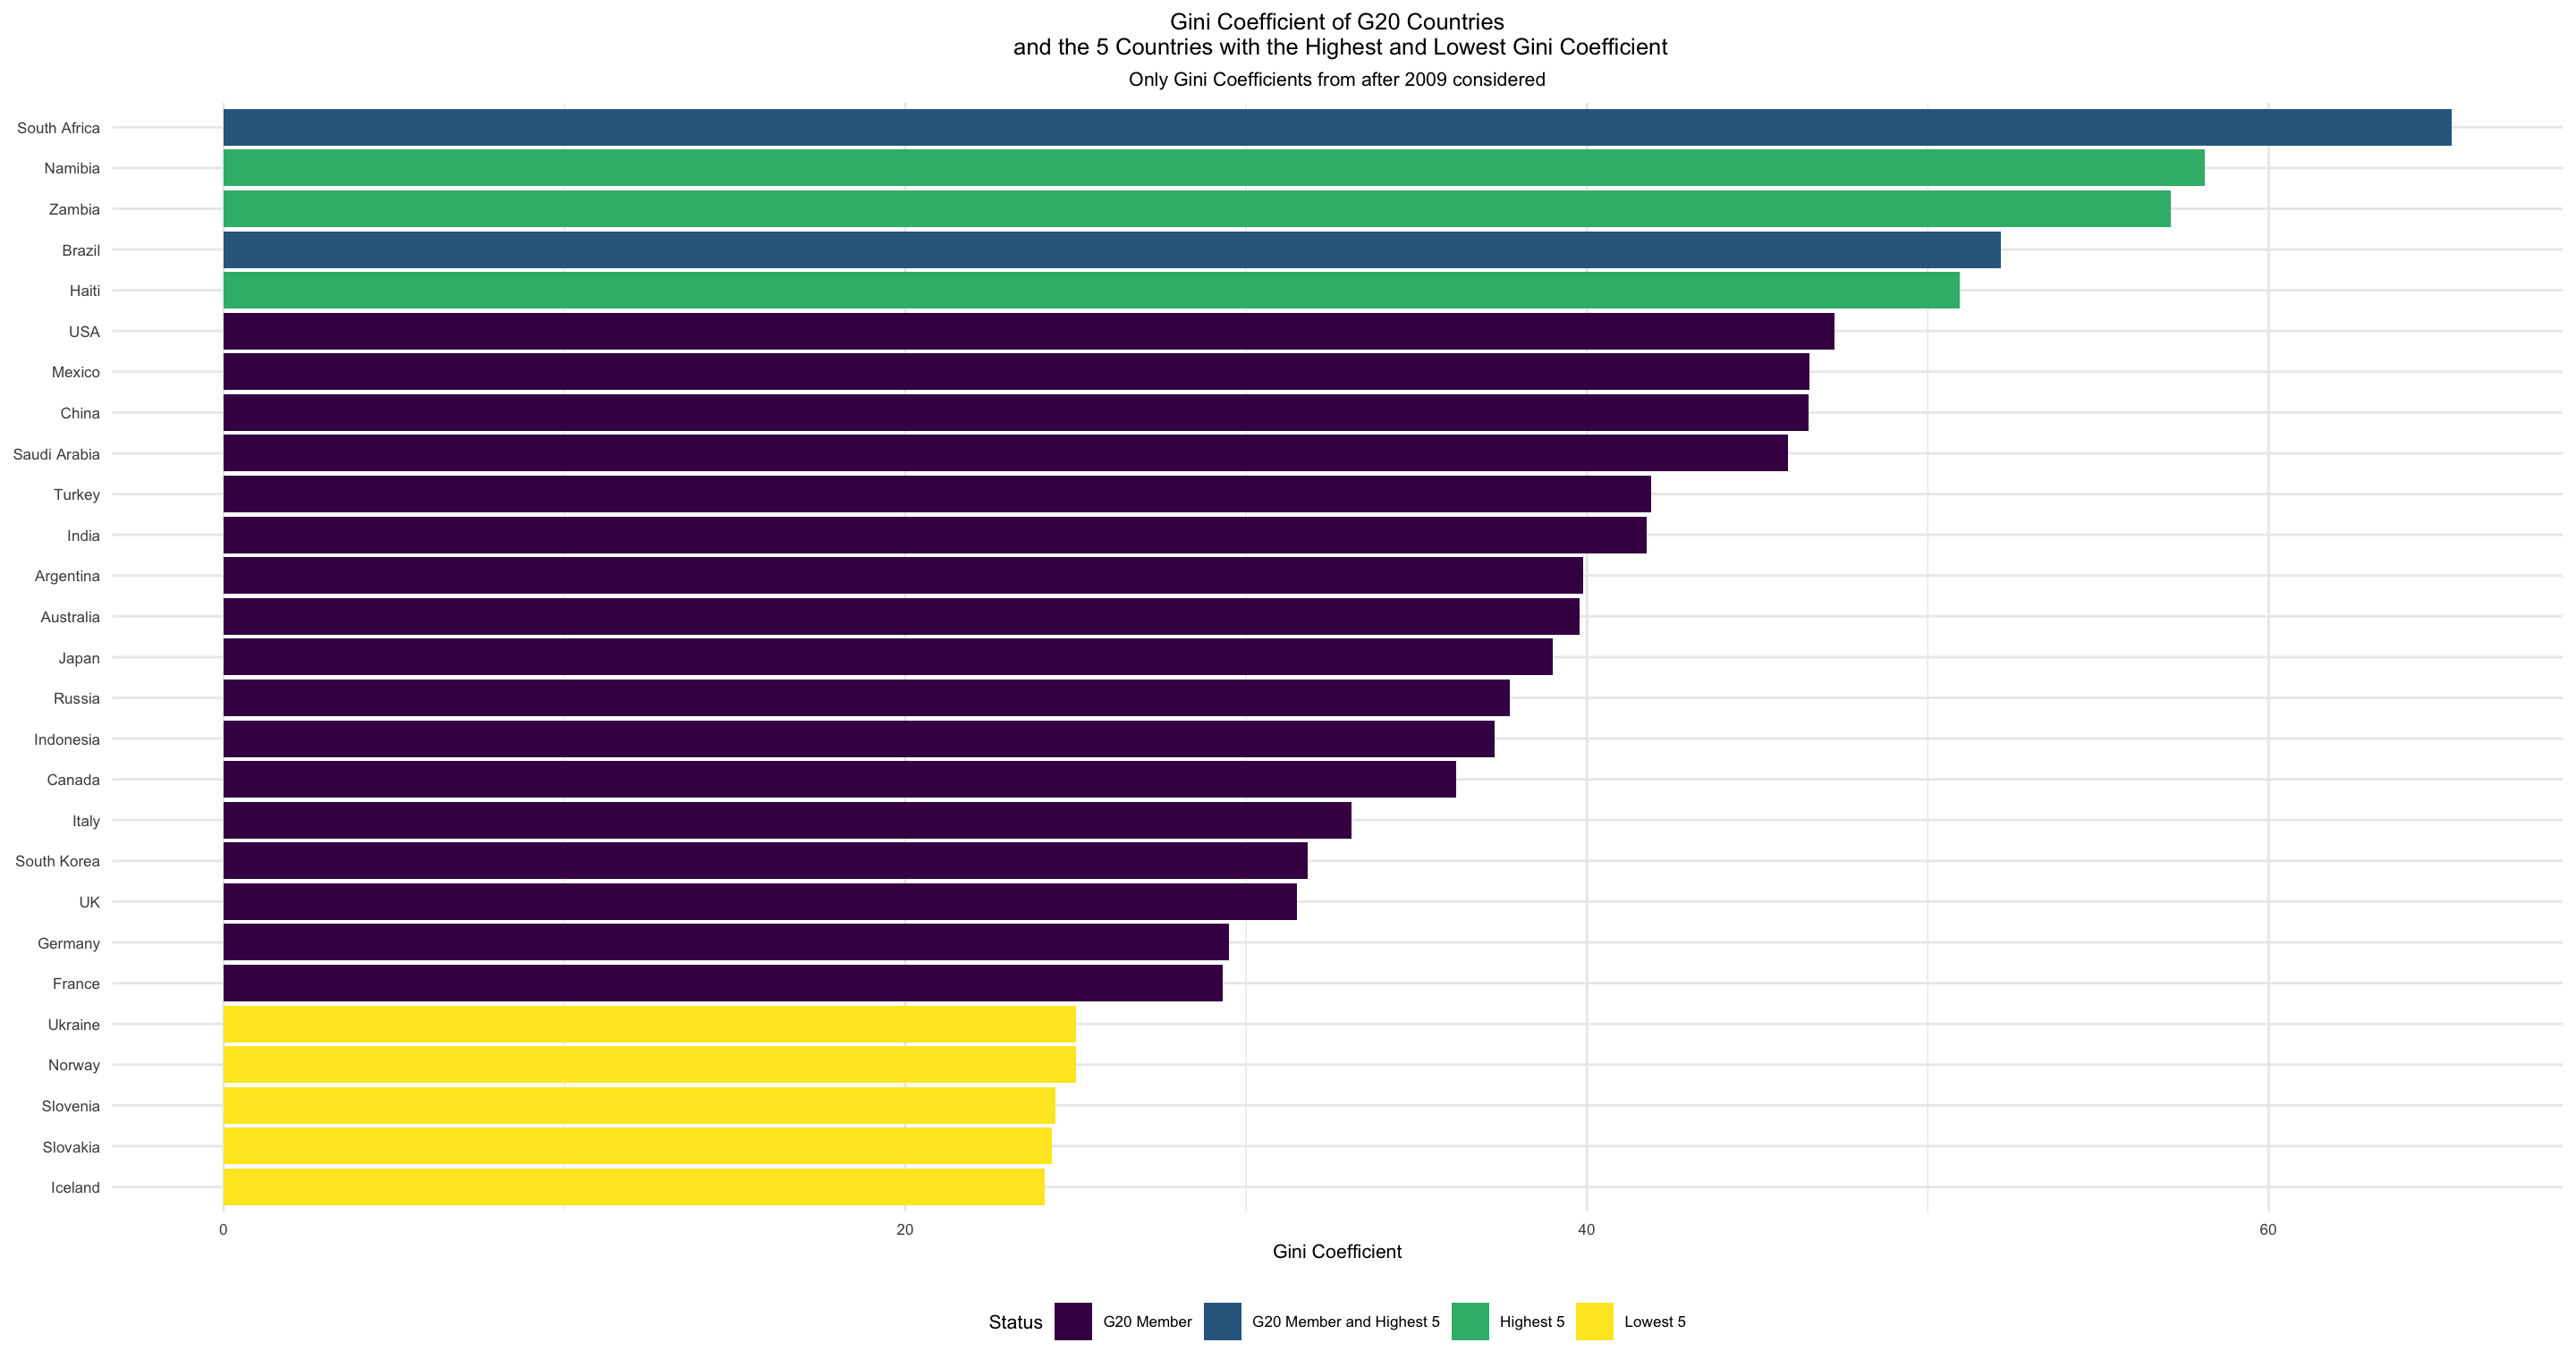 Gini Coefficient of G20 Countries
and the 5 Countries with the Highest and Lowest Gini Coefficient
Only Gini Coefficients from after 2009 considered
South Africa
Namibia
Zambia
Brazil
Haiti
USA
Mexico
China
Saudi Arabia
Turkey
India
Argentina
Australia
Japan
Russia
Indonesia
Canada
Italy
South Korea
UK
Germany
France
Ukraine
Norway
Slovenia
Slovakia
Iceland
0 20 40 60
Gini Coefficient
Status G20 Member G20 Member and Highest 5 Highest 5 Lowest 5